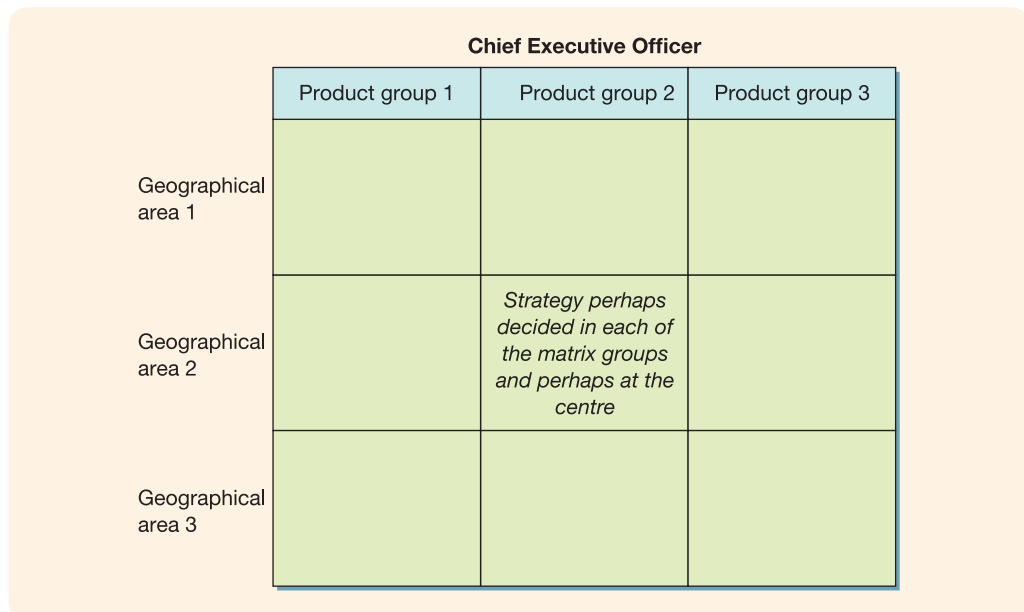 Chief Executive Officer
Product group 1
Product group 2
Product group 3
Geographical
area 1
Geographical
area 2
Strategy perhaps
decided in each of
the matrix groups
and perhaps at the
centre
Geographical
area 3